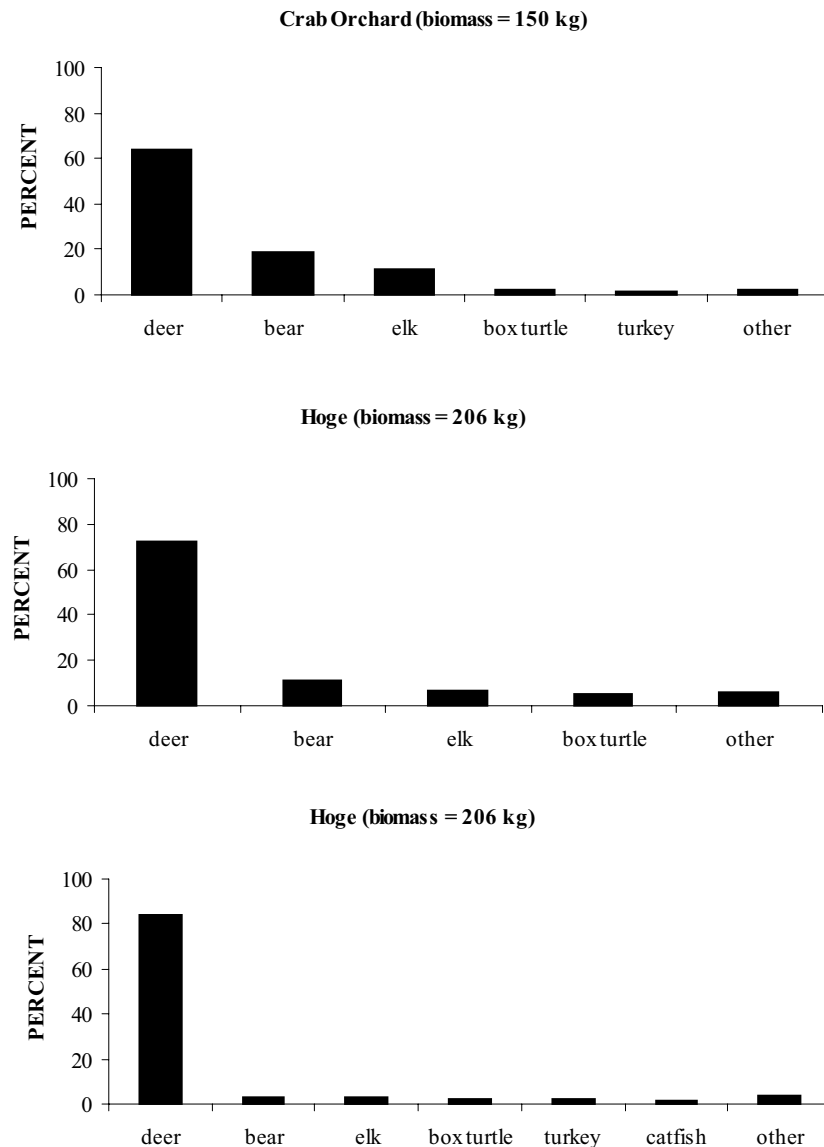 Crab Orchard (biomass = 150 kg)
100
80
60
40
20
0
PERCENT
deer bear elk box turtle turkey other
Hoge (biomass = 206 kg)
100
80
60
40
20
0
PERCENT
deer bear elk box turtle other
Hoge (biomass = 206 kg)
100
80
60
40
20
0
PERCENT
deer bear elk box turtle turkey catfish other